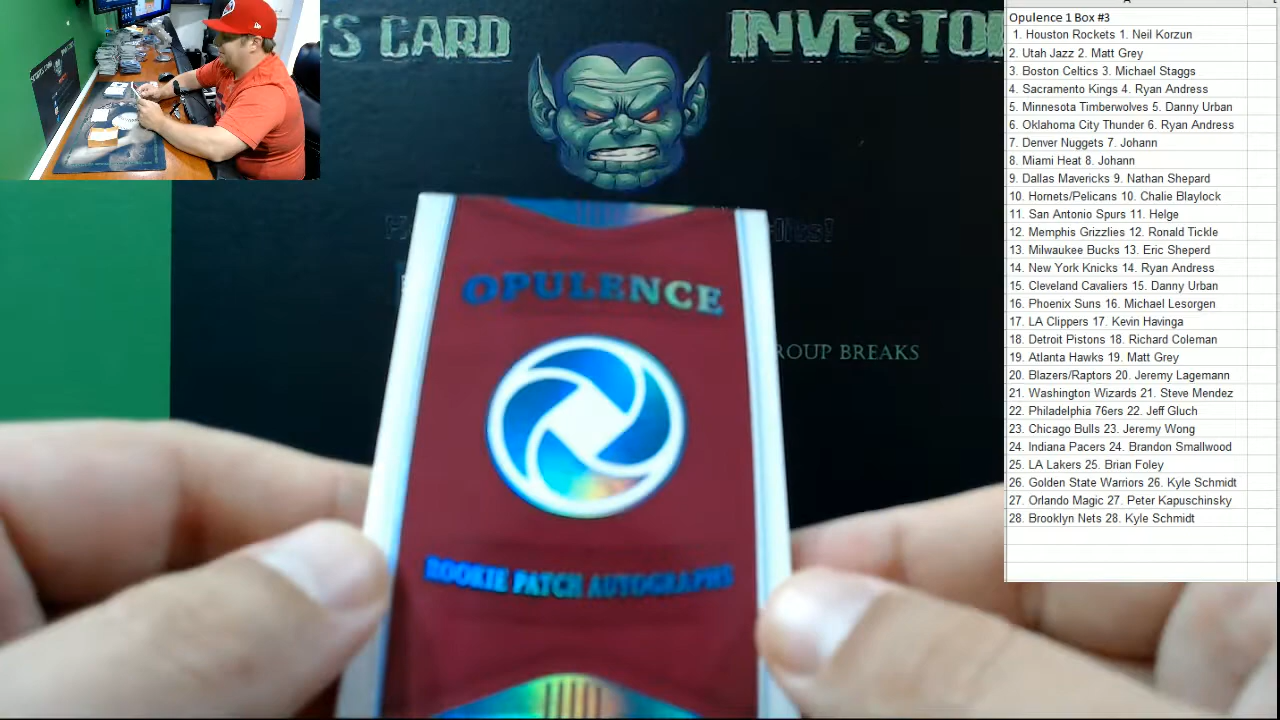 TS CARD
INVESTO
ROUP BREAKS
OPULENCE
ROOKIE PATCH AUTOGRAPHS
Opulence 1 Box #3
1. Houston Rockets 1. Neil Korzun
2. Utah Jazz 2. Matt Grey
3. Boston Celtics 3. Michael Staggs
4. Sacramento Kings 4. Ryan Andress
5. Minnesota Timberwolves 5. Danny Urban
6. Oklahoma City Thunder 6. Ryan Andress
7. Denver Nuggets 7. Johann
8. Miami Heat 8. Johann
9. Dallas Mavericks 9. Nathan Shepard
10. Hornets/Pelicans 10. Chalie Blaylock
11. San Antonio Spurs 11. Helge
12. Memphis Grizzlies 12. Ronald Tickle
13. Milwaukee Bucks 13. Eric Sheperd
14. New York Knicks 14. Ryan Andress
15. Cleveland Cavaliers 15. Danny Urban
16. Phoenix Suns 16. Michael Lesorgen
17. LA Clippers 17. Kevin Havinga
18. Detroit Pistons 18. Richard Coleman
19. Atlanta Hawks 19. Matt Grey
20. Blazers/Raptors 20. Jeremy Lagemann
21. Washington Wizards 21. Steve Mendez
22. Philadelphia 76ers 22. Jeff Gluch
23. Chicago Bulls 23. Jeremy Wong
24. Indiana Pacers 24. Brandon Smallwood
25. LA Lakers 25. Brian Foley
26. Golden State Warriors 26. Kyle Schmidt
27. Orlando Magic 27. Peter Kapuschinsky
28. Brooklyn Nets 28. Kyle Schmidt